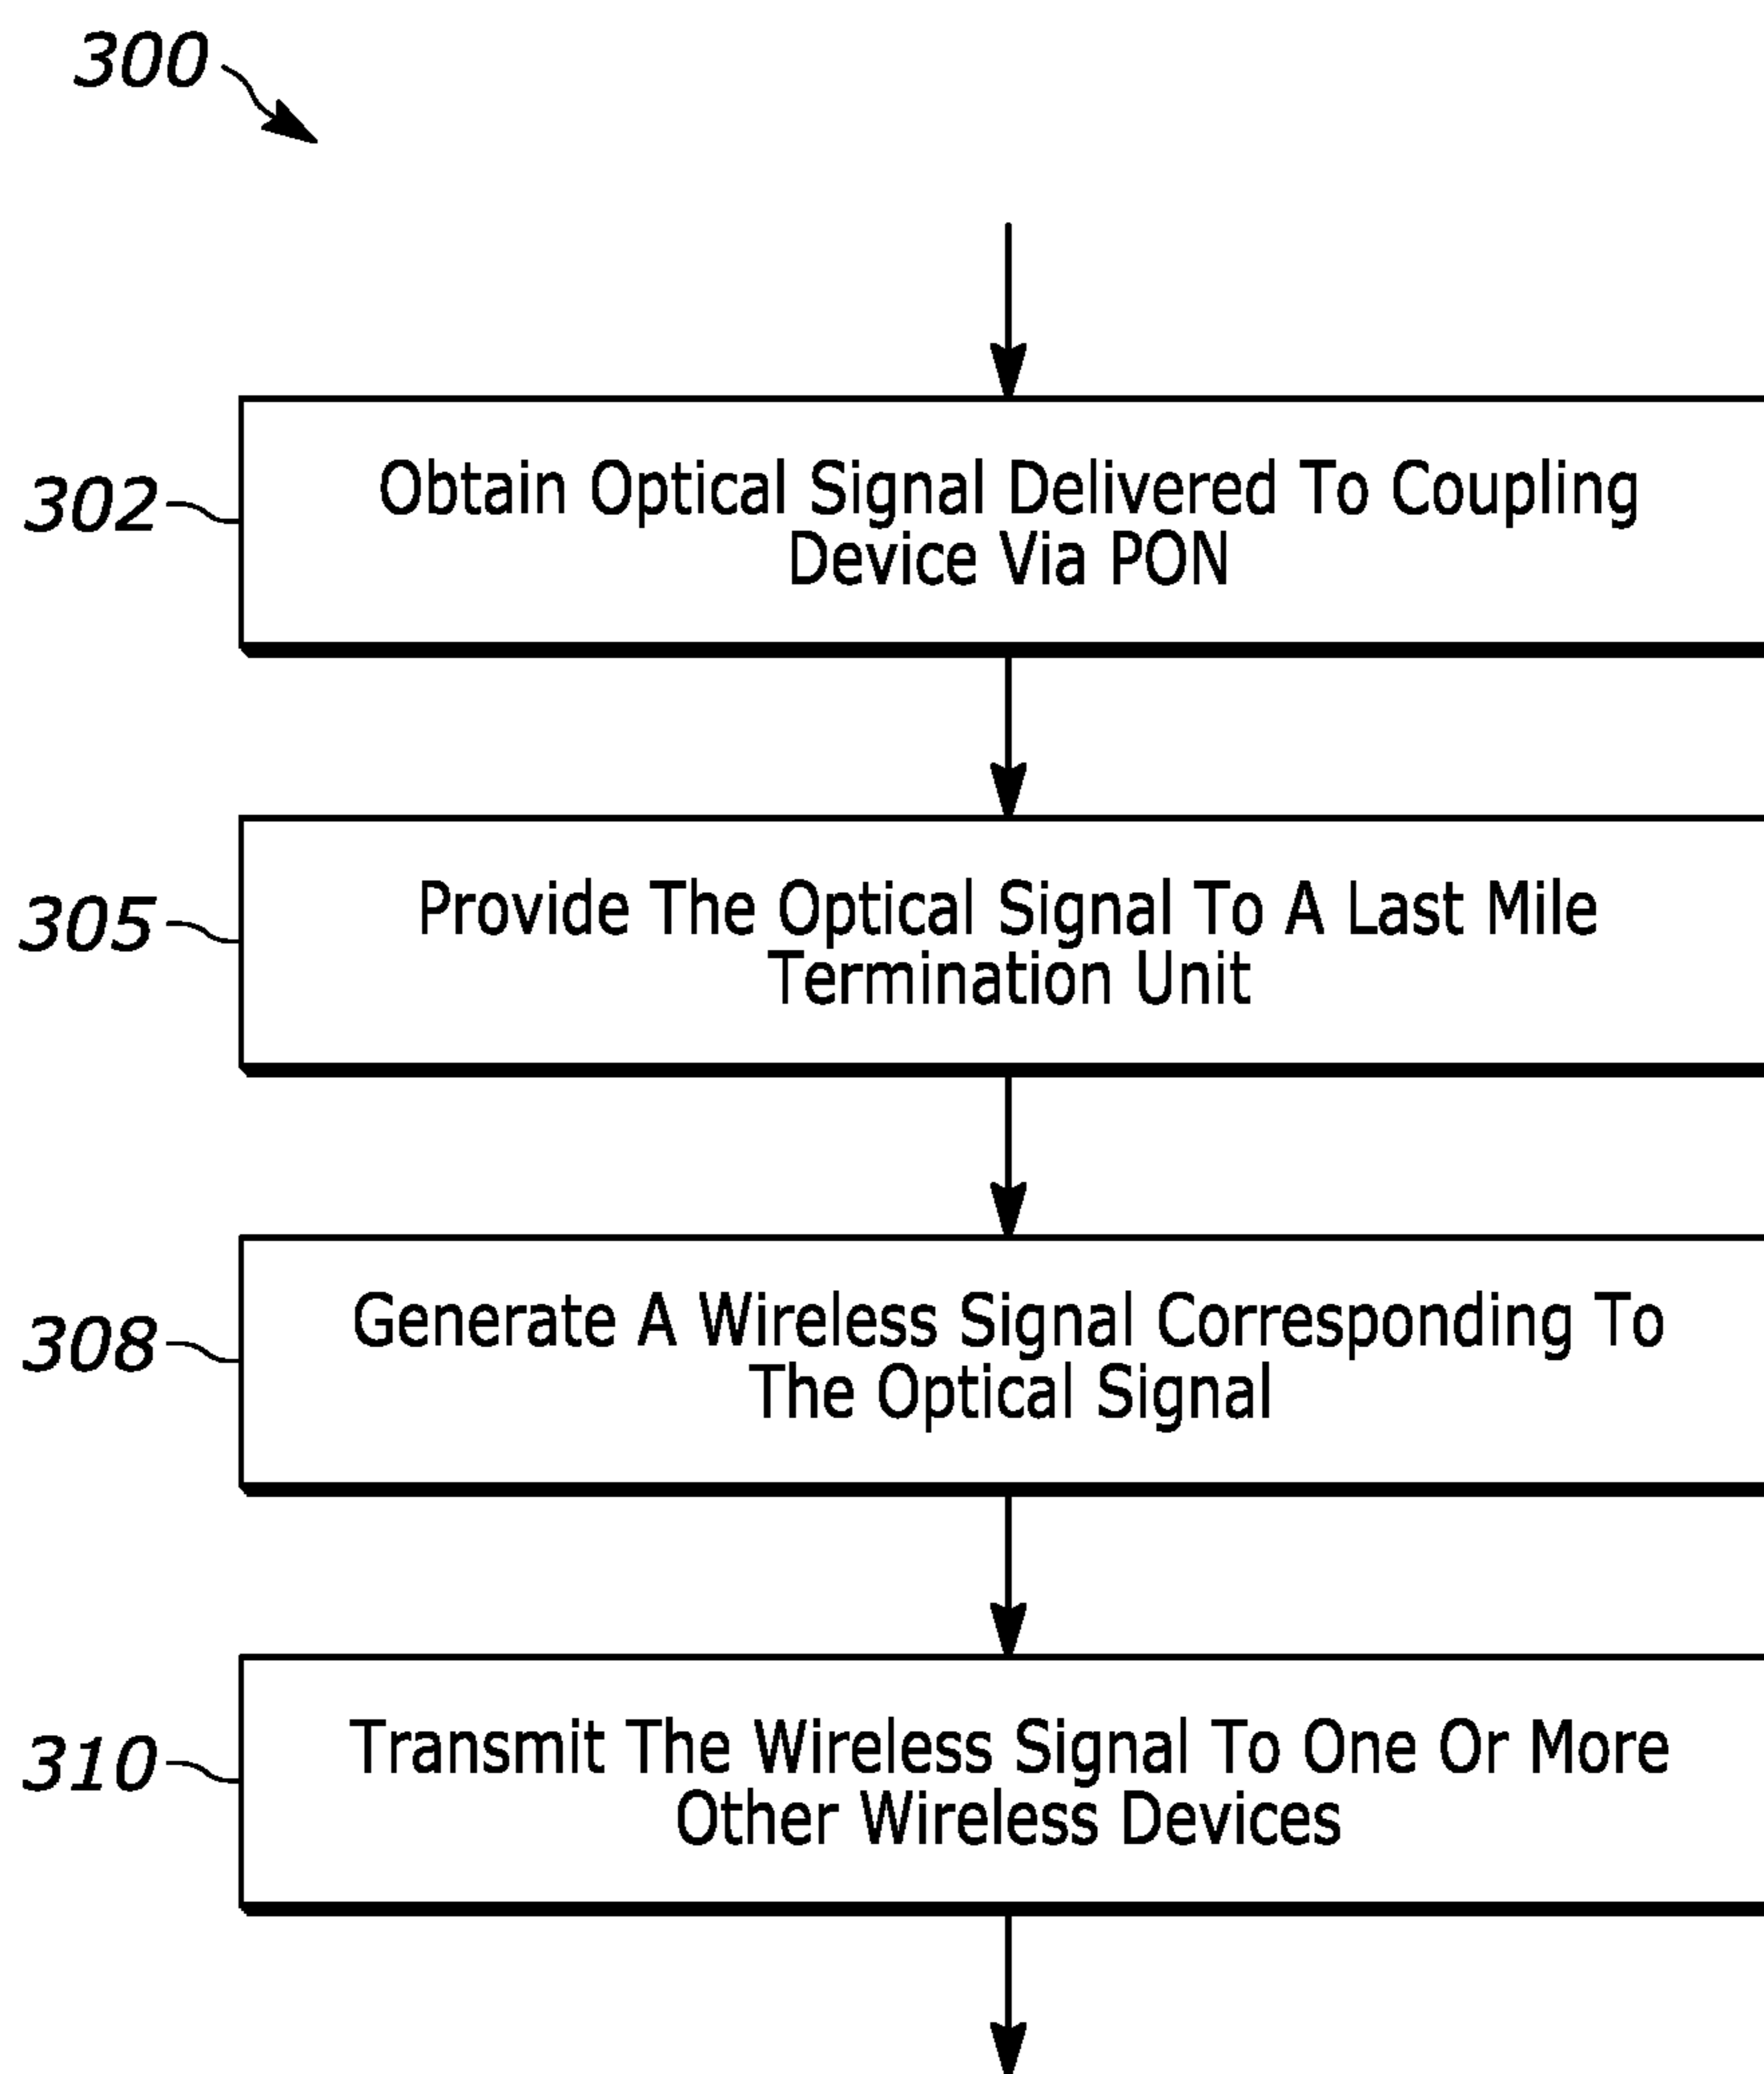 300
302
Obtain Optical Signal Delivered To Coupling
Device Via PON
305
Provide The Optical Signal To A Last Mile
Termination Unit
308
Generate A Wireless Signal Corresponding To
The Optical Signal
310
Transmit The Wireless Signal To One Or More
Other Wireless Devices